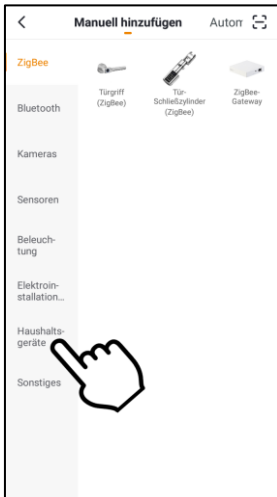 Manuell hinzufügen Autom
ZigBee
Türgriff
(ZigBee)
Tür-
Schließzylinder
(ZigBee)
ZigBee-
Gateway
Bluetooth
Kameras
Sensoren
Beleuch-
tung
Elektroin-
stallation...
Haushalts-
geräte
Sonstiges